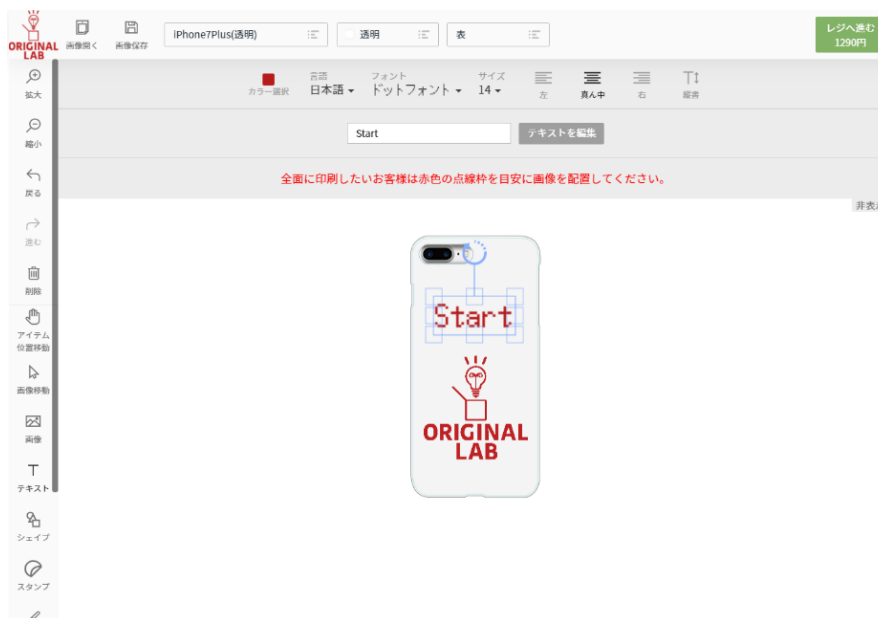 ORIGINAL
LAB
画像開く
画像保存
iPhone7Plus(透明)
透明
表
レジへ進む
1290円
拡大
縮小
戻る
進む
削除
アイテム
位置移動
画像移動
画像
テキスト
シェイプ
スタンプ
カラー選択
言語
日本語
フォント
ドットフォント
サイズ
14
左
真ん中
右
縦書
Start
テキストを編集
全面に印刷したいお客様は赤色の点線枠を目安に画像を配置してください。
Start
ORIGINAL
LAB